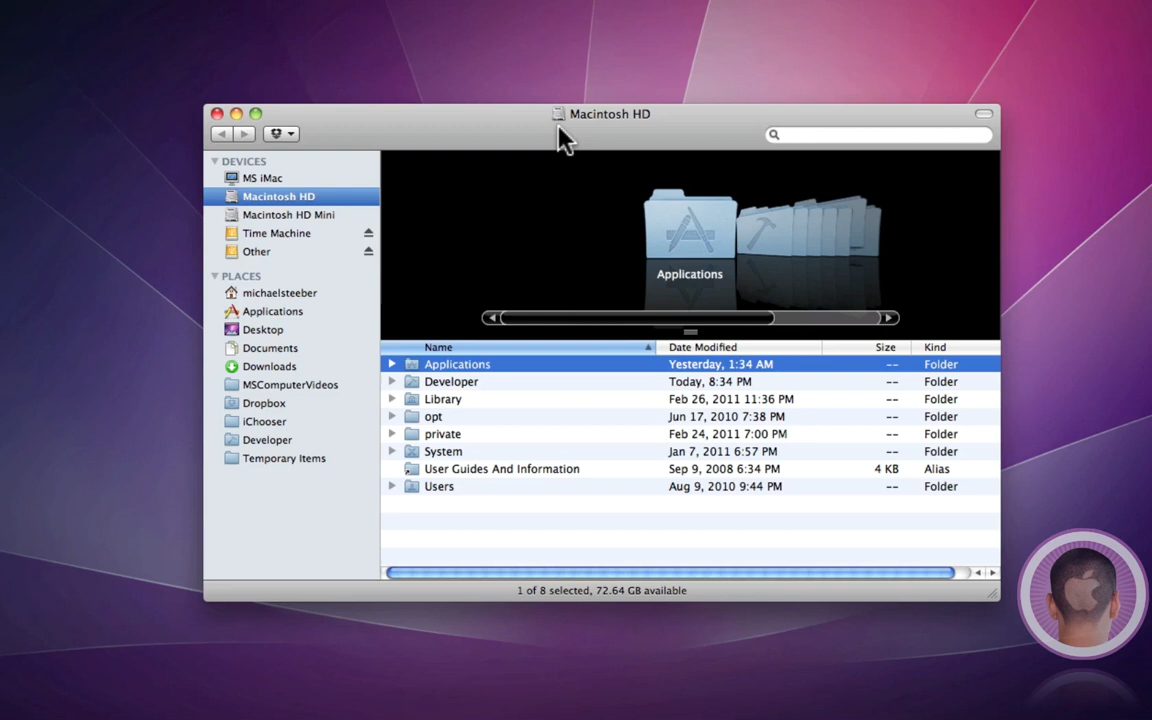 Macintosh HD
DEVICES
MS iMac
Macintosh HD
Macintosh HD Mini
Time Machine
Other
PLACES
michaelsteeber
Applications
Desktop
Documents
Downloads
MSComputerVideos
Dropbox
iChooser
Developer
Temporary Items
Applications
Name Date Modified Size Kind
Applications Yesterday, 1:34 AM -- Folder
Developer Today, 8:34 PM -- Folder
Library Feb 26, 2011 11:36 PM -- Folder
opt Jun 17, 2010 7:38 PM -- Folder
private Feb 24, 2011 7:00 PM -- Folder
System Jan 7, 2011 6:57 PM -- Folder
User Guides And Information Sep 9, 2008 6:34 PM 4 KB Alias
Users Aug 9, 2010 9:44 PM -- Folder
1 of 8 selected, 72.64 GB available